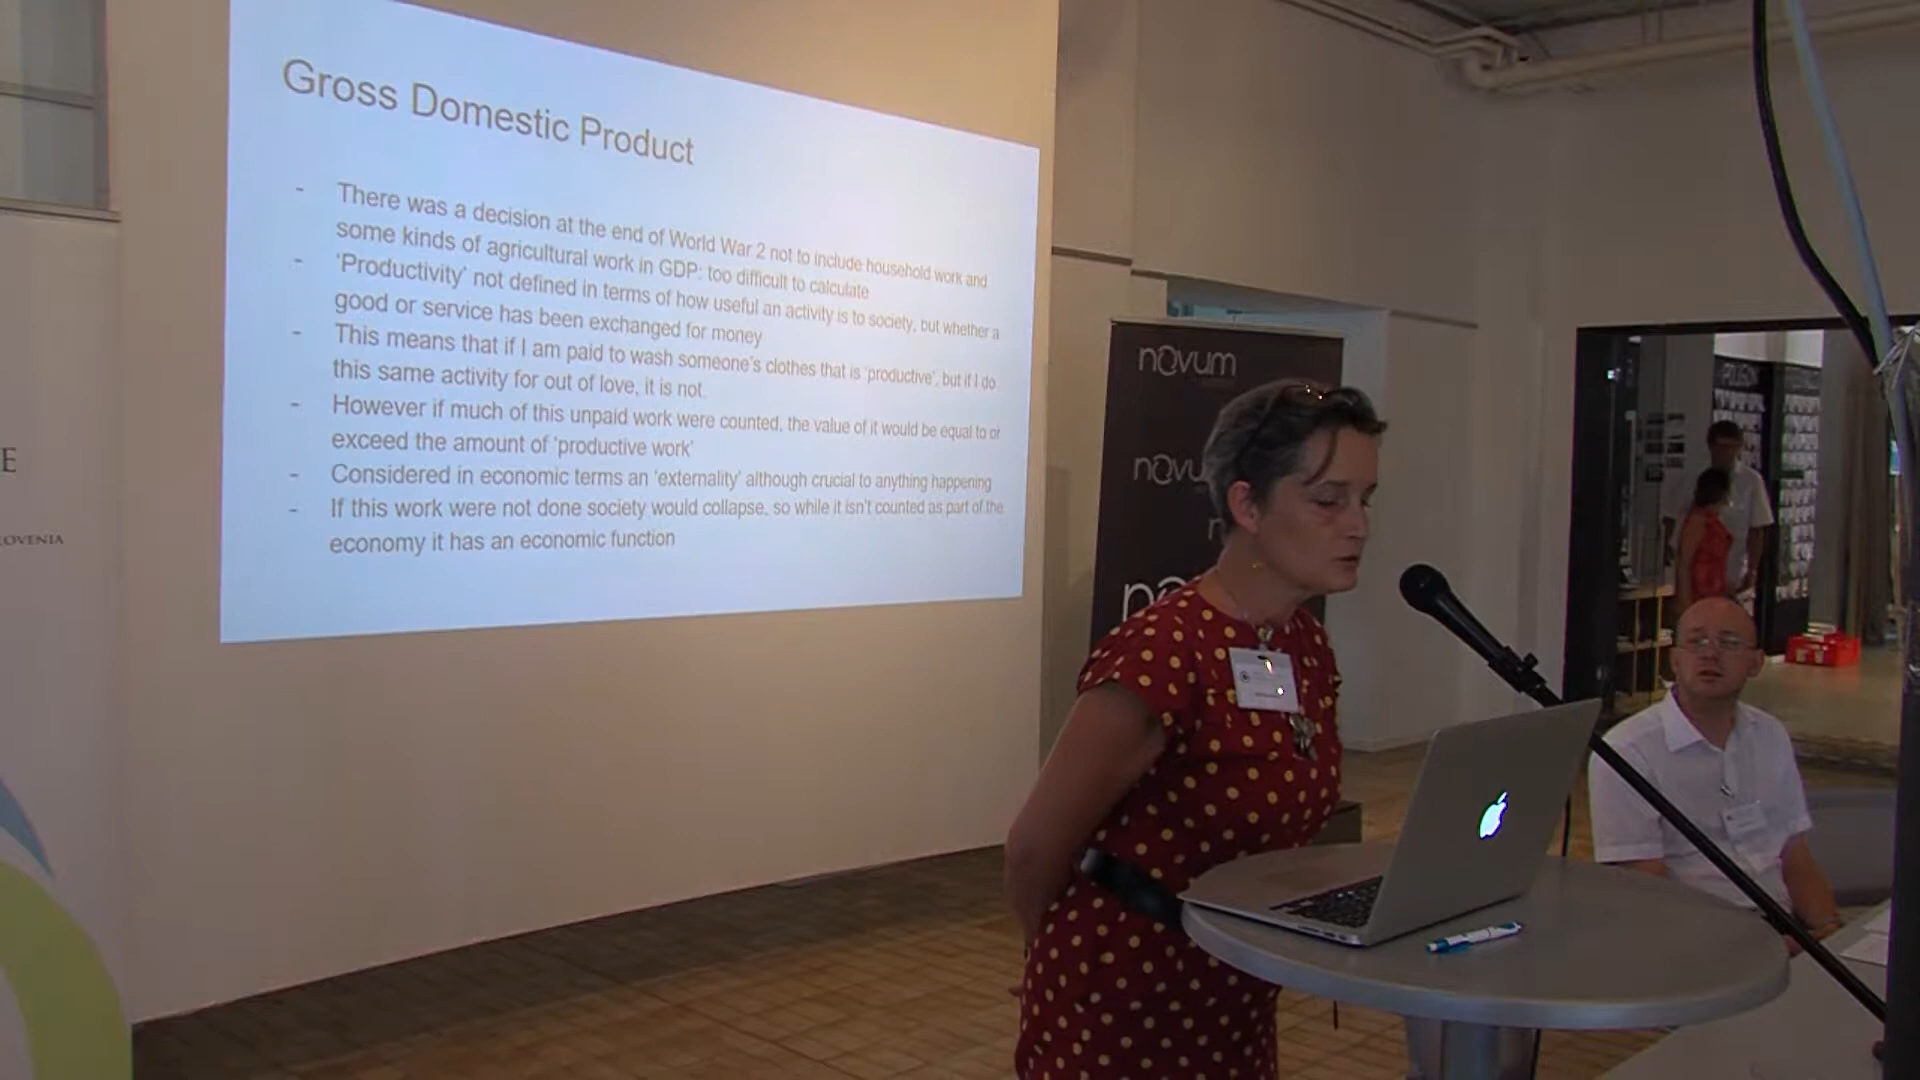 Gross Domestic Product
- There was a decision at the end of World War 2 not to include household work and
some kinds of agricultural work in GDP: too difficult to calculate
- ‘Productivity’ not defined in terms of how useful an activity is to society, but whether a
good or service has been exchanged for money
- This means that if I am paid to wash someone’s clothes that is ‘productive’, but if I do
this same activity for out of love, it is not.
- However if much of this unpaid work were counted, the value of it would be equal to or
exceed the amount of ‘productive work’
- Considered in economic terms an ‘externality’ although crucial to anything happening
- If this work were not done society would collapse, so while it isn't counted as part of the
economy it has an economic function
E
OVENIA
novum
novu
n
no